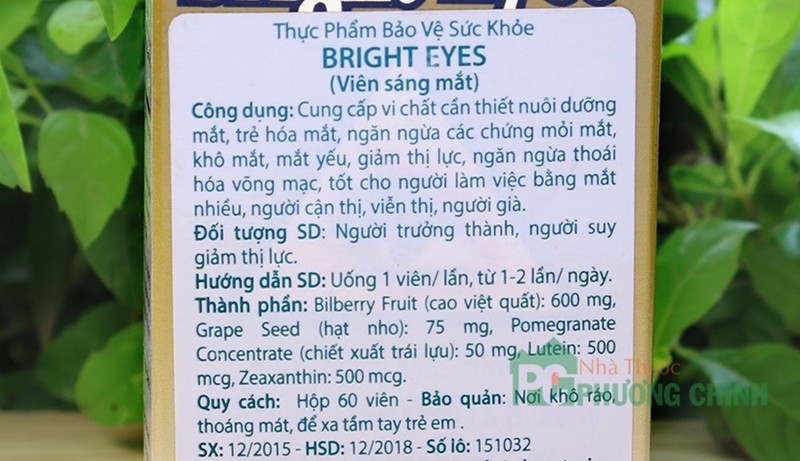 Thực Phẩm Bảo Vệ Sức Khỏe
BRIGHT EYES
(Viên sáng mắt)
Công dụng: Cung cấp vi chất cần thiết nuôi dưỡng
mắt, trẻ hóa mắt, ngăn ngừa các chứng mỏi mắt,
khô mắt, mắt yếu, giảm thị lực, ngăn ngừa thoái
hóa võng mạc, tốt cho người làm việc bằng mắt
nhiều, người cận thị, viễn thị, người già.
Đối tượng SD: Người trưởng thành, người suy
giảm thị lực.
Hướng dẫn SD: Uống 1 viên/ lần, từ 1-2 lần/ ngày.
Thành phần: Bilberry Fruit (cao việt quất): 600 mg,
Grape Seed (hạt nho): 75 mg, Pomegranate
Concentrate (chiết xuất trái lựu): 50 mg, Lutein: 500
mcg, Zeaxanthin: 500 mcg.
Nhà Thuốc
PHƯƠNG CHINH
Quy cách: Hộp 60 viên - Bảo quản: Nơi khô ráo,
thoáng mát, để xa tầm tay trẻ em .
SX: 12/2015 - HSD: 12/2018 - Số lô: 151032